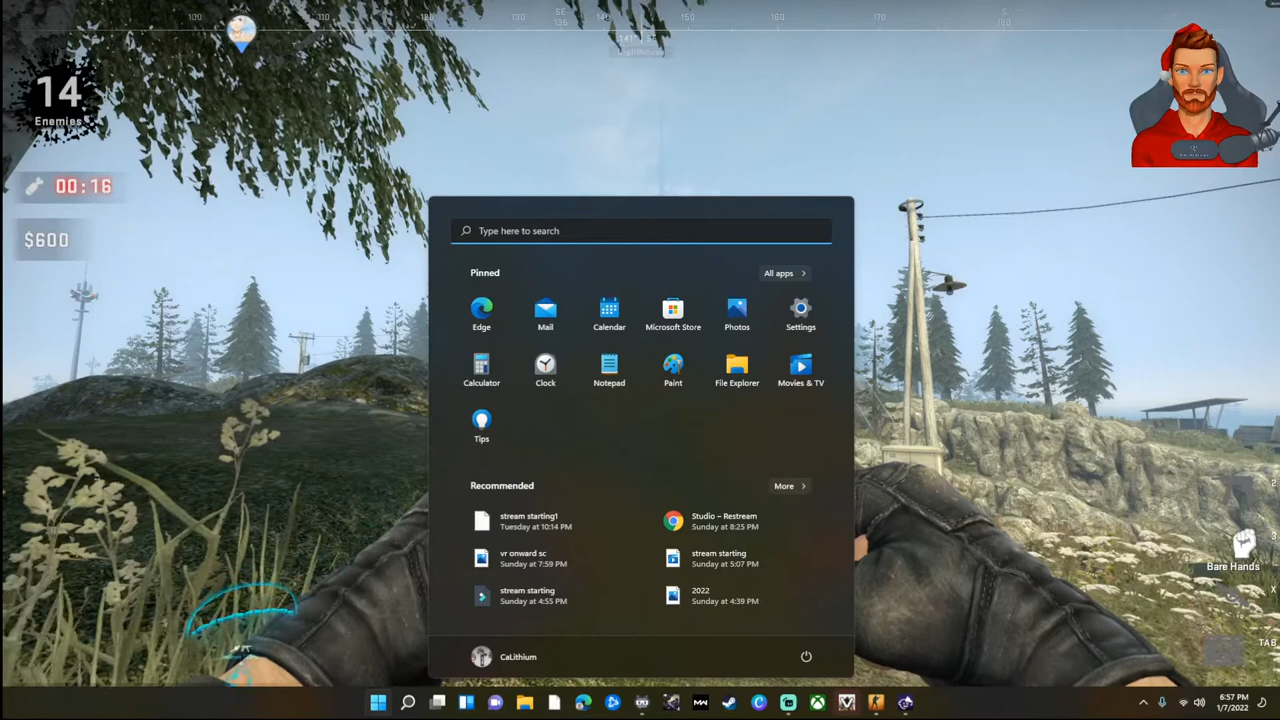 100
110
120
130
SE
135
140
150
160
170
S
180
14
Enemies
00:16
$600
Type here to search
Pinned
All apps
Edge
Mail
Calendar
Microsoft Store
Photos
Settings
Calculator
Clock
Notepad
Paint
File Explorer
Movies & TV
Tips
Recommended
More
stream starting1
Tuesday at 10:14 PM
Studio – Restream
Sunday at 8:25 PM
vr onward sc
Sunday at 7:59 PM
stream starting
Sunday at 5:07 PM
stream starting
Sunday at 4:55 PM
2022
Sunday at 4:39 PM
CaLithium
2
3
Bare Hands
X
TAB
MW
6:57 PM
1/7/2022